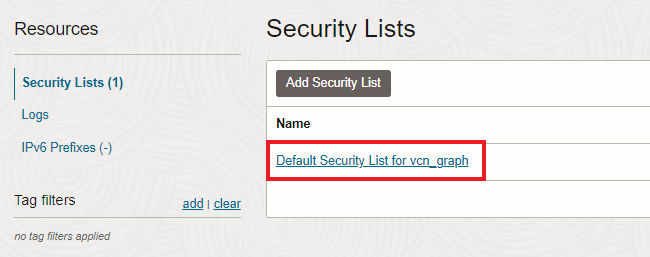 Resources
Security Lists (1)
Logs
IPv6 Prefixes (-)
Tag filters
add | clear
no tag filters applied
Security Lists
Add Security List
Name
Default Security List for vcn_graph